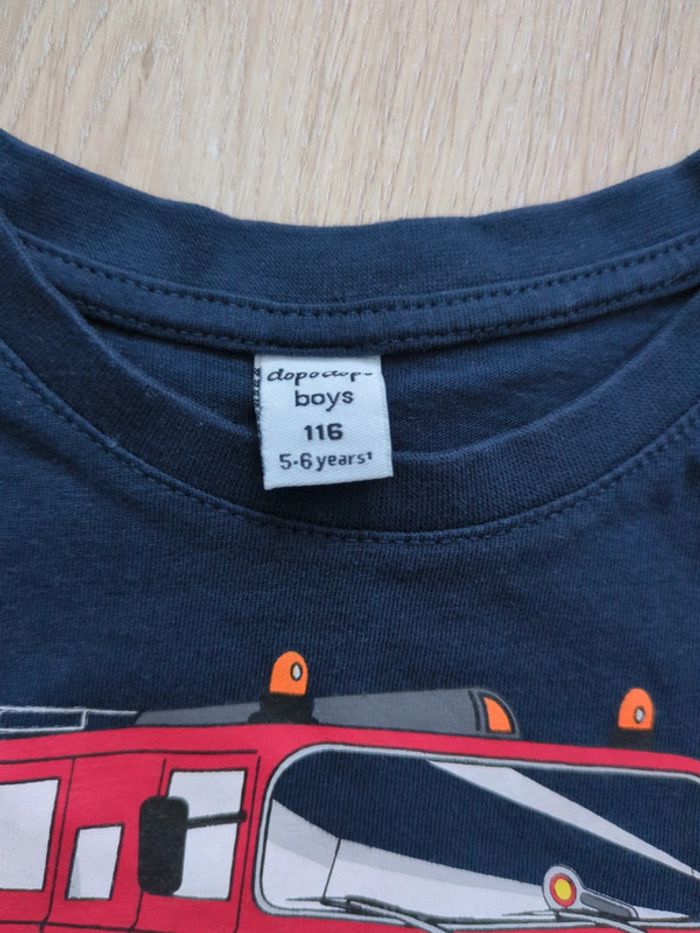 dopodopo
boys
116
5-6 years¹